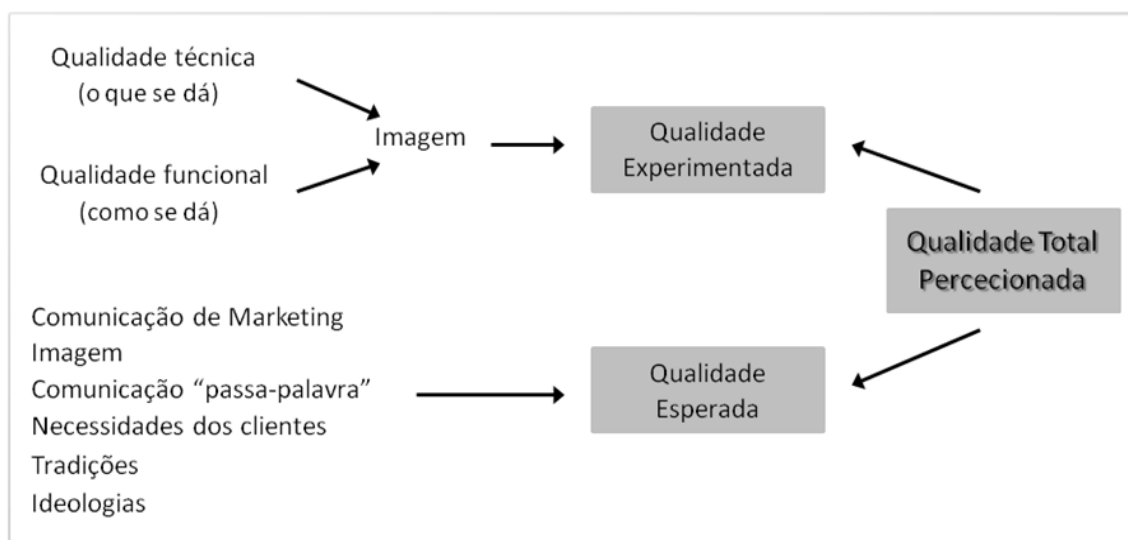 Qualidade técnica
(o que se dá)
Imagem
Qualidade funcional
(como se dá)
Qualidade
Experimentada
Qualidade Total
Percecionada
Comunicação de Marketing
Imagem
Comunicação “passa-palavra”
Necessidades dos clientes
Tradições
Ideologias
Qualidade
Esperada